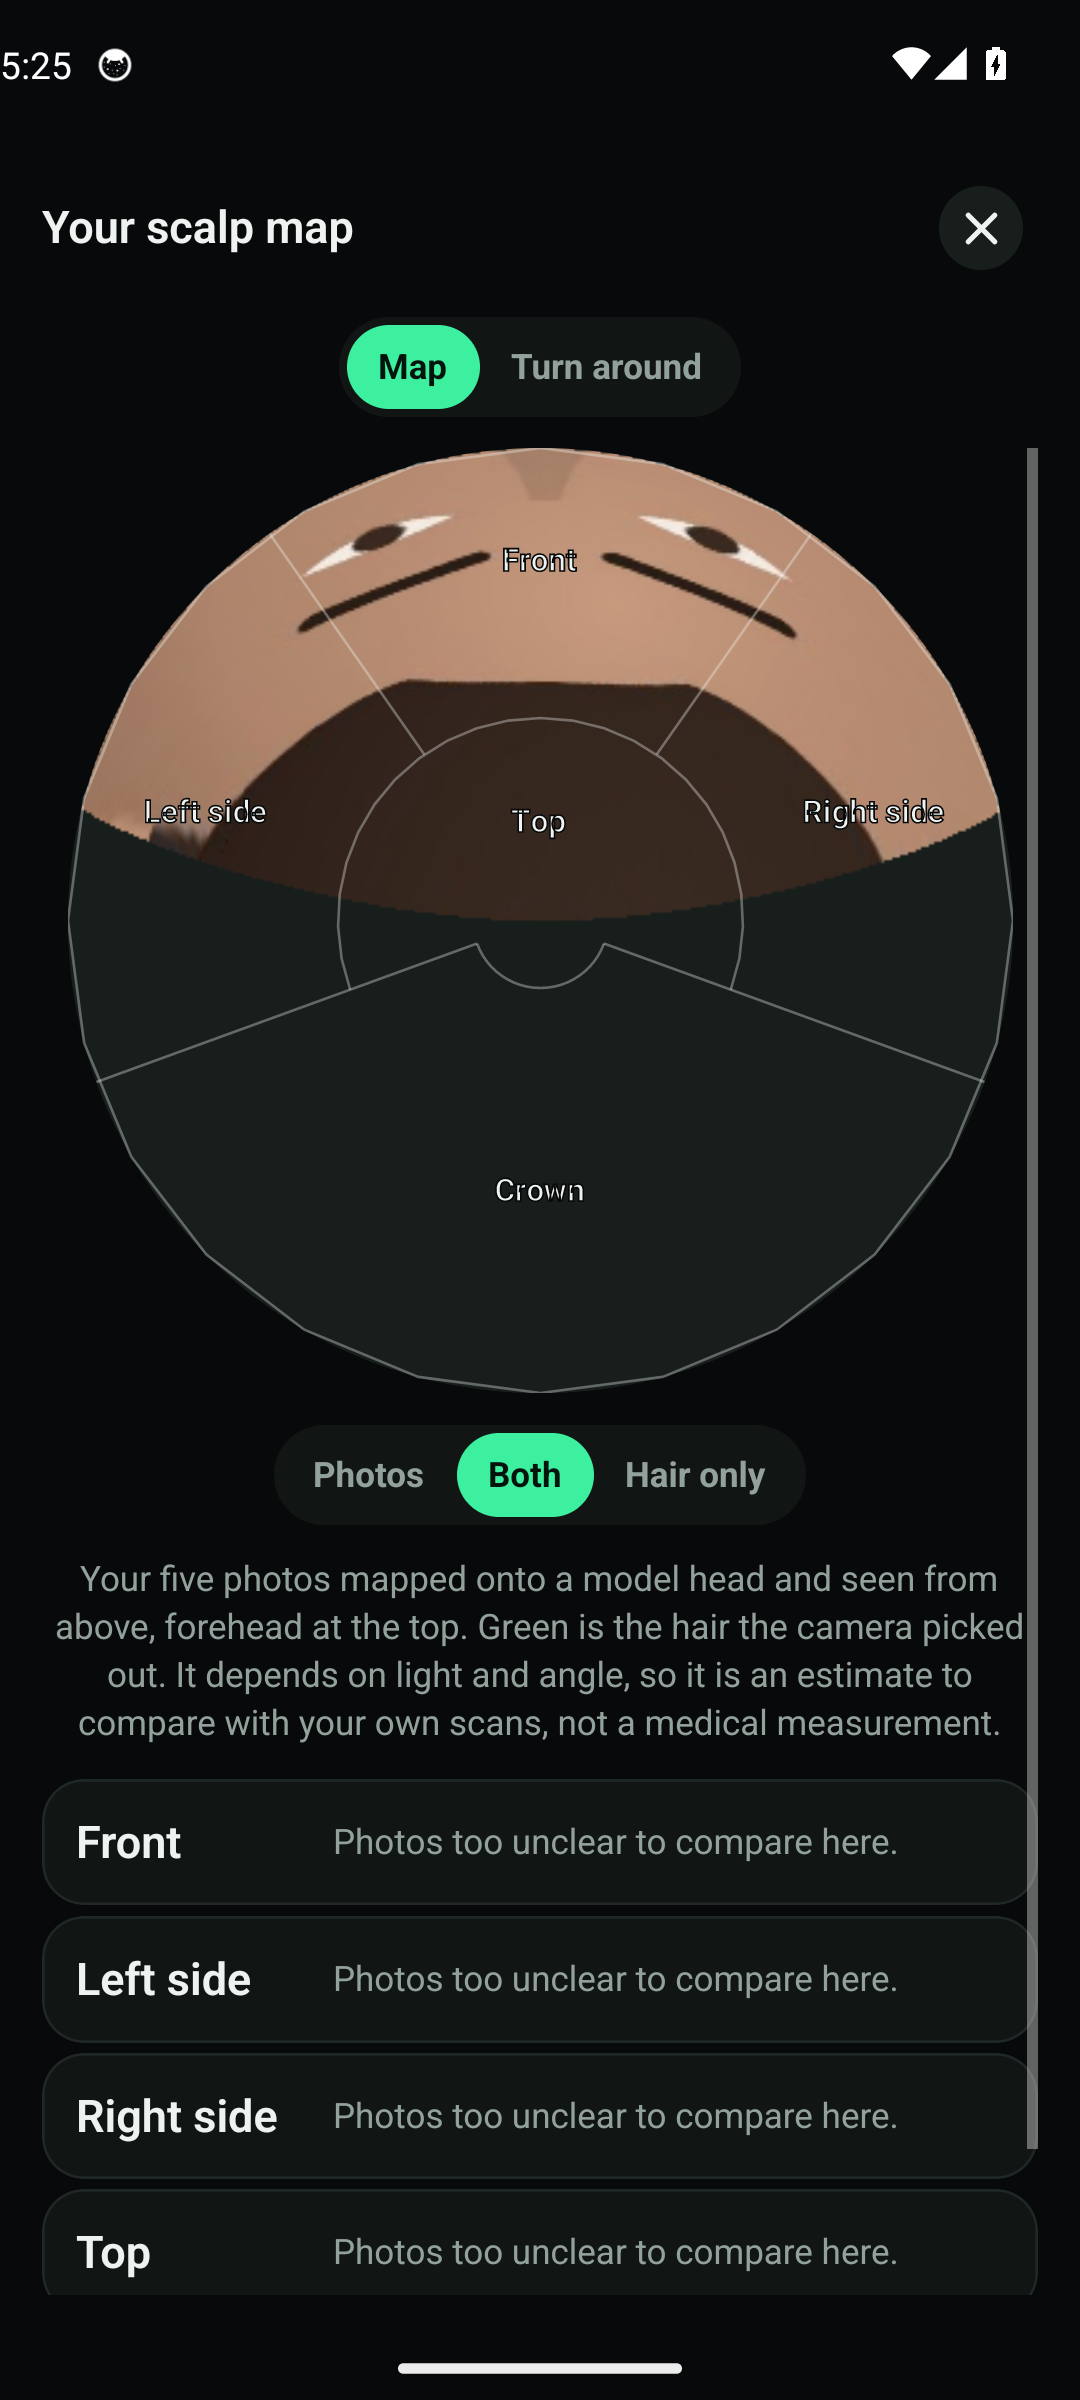 5:25
Your scalp map
Map
Turn around
Front
Left side
Top
Right side
Crown
Photos
Both
Hair only
Your five photos mapped onto a model head and seen from
above, forehead at the top. Green is the hair the camera picked
out. It depends on light and angle, so it is an estimate to
compare with your own scans, not a medical measurement.
Front
Photos too unclear to compare here.
Left side
Photos too unclear to compare here.
Right side
Photos too unclear to compare here.
Top
Photos too unclear to compare here.